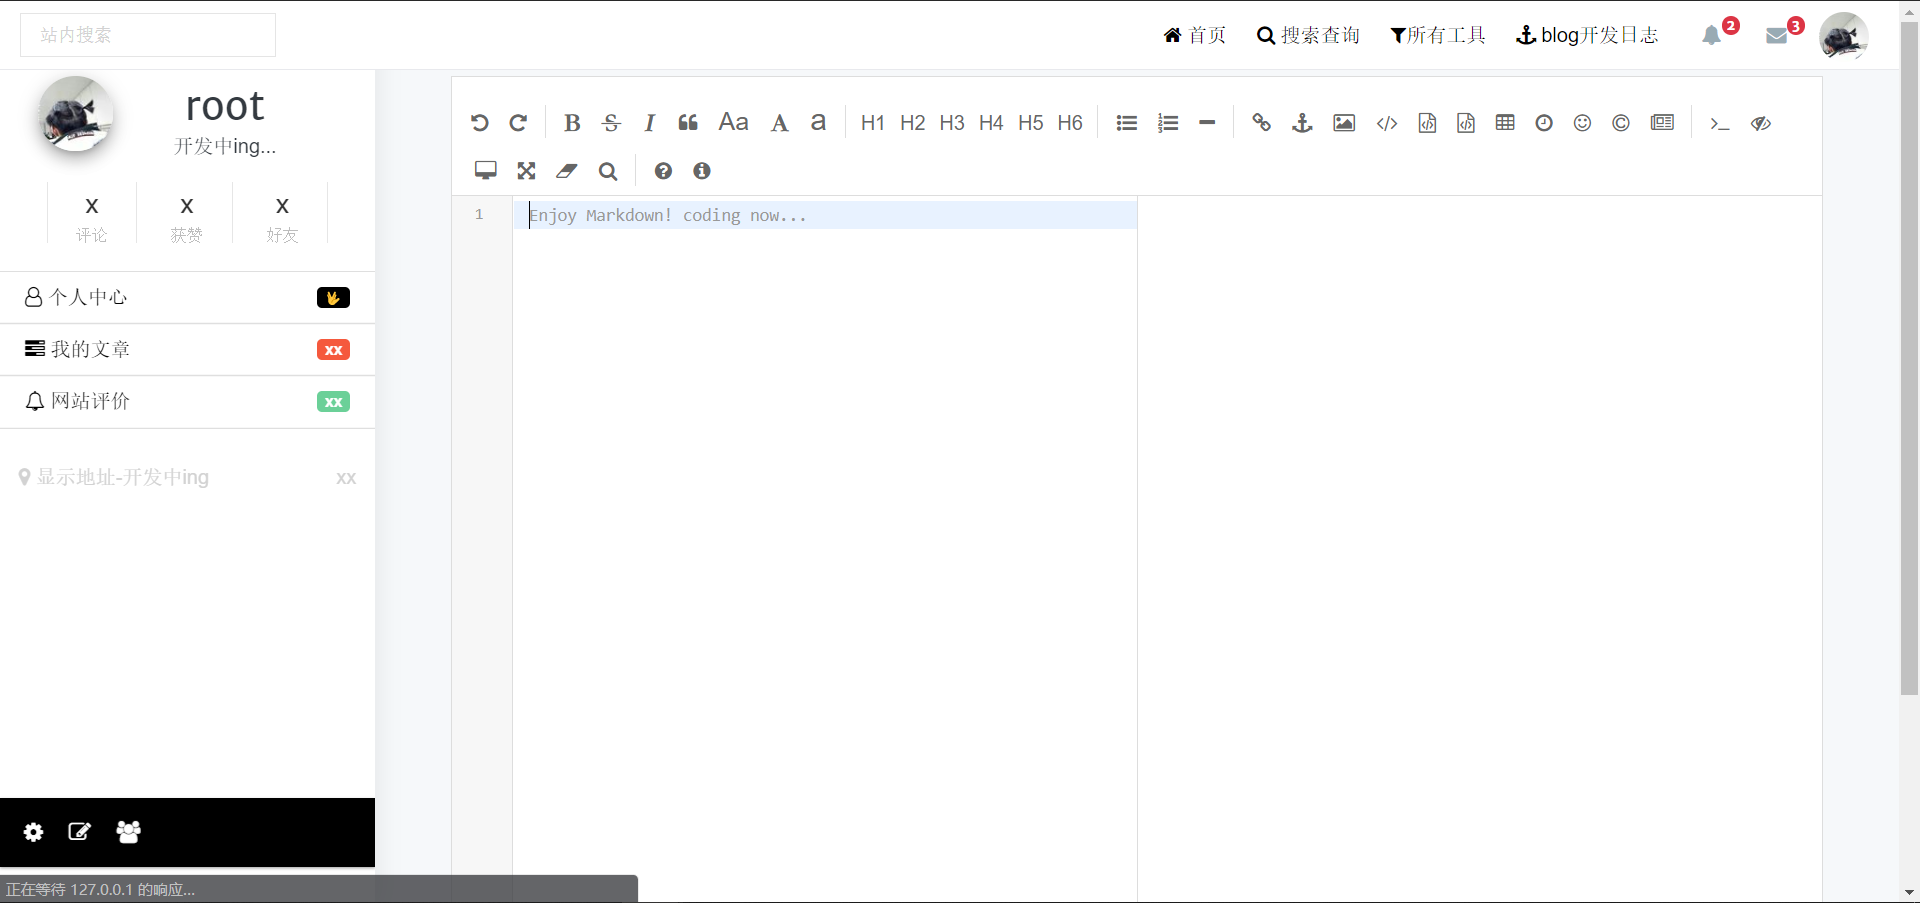 站内搜索
首页 搜索查询 所有工具 blog开发日志 2 3
root
开发中ing...
x x x
评论 获赞 好友
个人中心
我的文章 xx
网站评价 xx
显示地址-开发中ing xx
B S I Aa A a H1 H2 H3 H4 H5 H6
1 Enjoy Markdown! coding now...
正在等待 127.0.0.1 的响应...